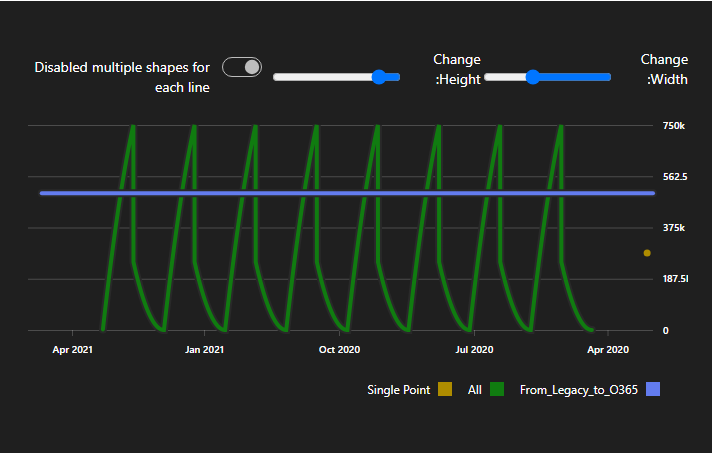 Disabled multiple shapes for
each line
Change
:Height
Change
:Width
750k
562.5
375k
187.5l
0
Apr 2021
Jan 2021
Oct 2020
Jul 2020
Apr 2020
Single Point
All
From_Legacy_to_O365